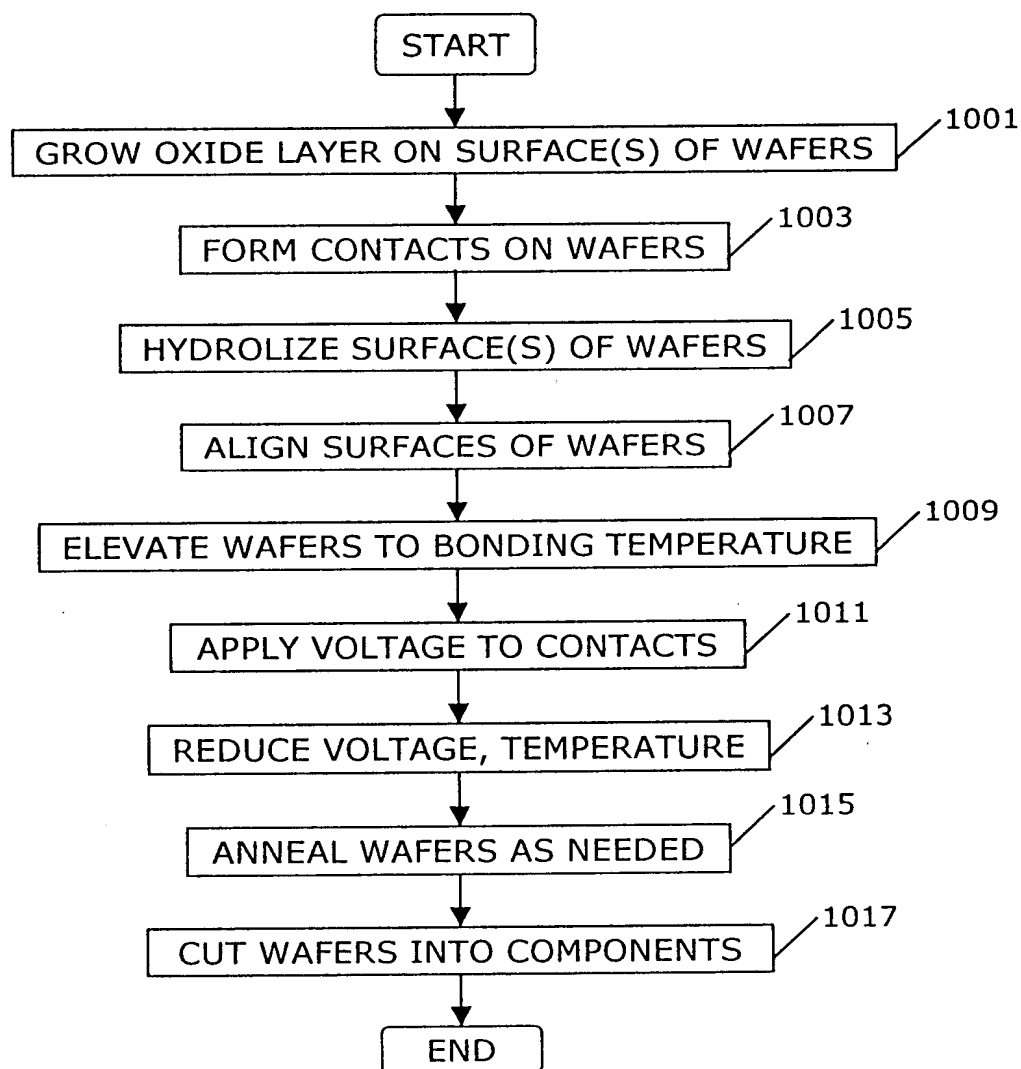 START
1001
GROW OXIDE LAYER ON SURFACE(S) OF WAFERS
1003
FORM CONTACTS ON WAFERS
1005
HYDROLIZE SURFACE(S) OF WAFERS
1007
ALIGN SURFACES OF WAFERS
1009
ELEVATE WAFERS TO BONDING TEMPERATURE
1011
APPLY VOLTAGE TO CONTACTS
1013
REDUCE VOLTAGE, TEMPERATURE
1015
ANNEAL WAFERS AS NEEDED
1017
CUT WAFERS INTO COMPONENTS
END